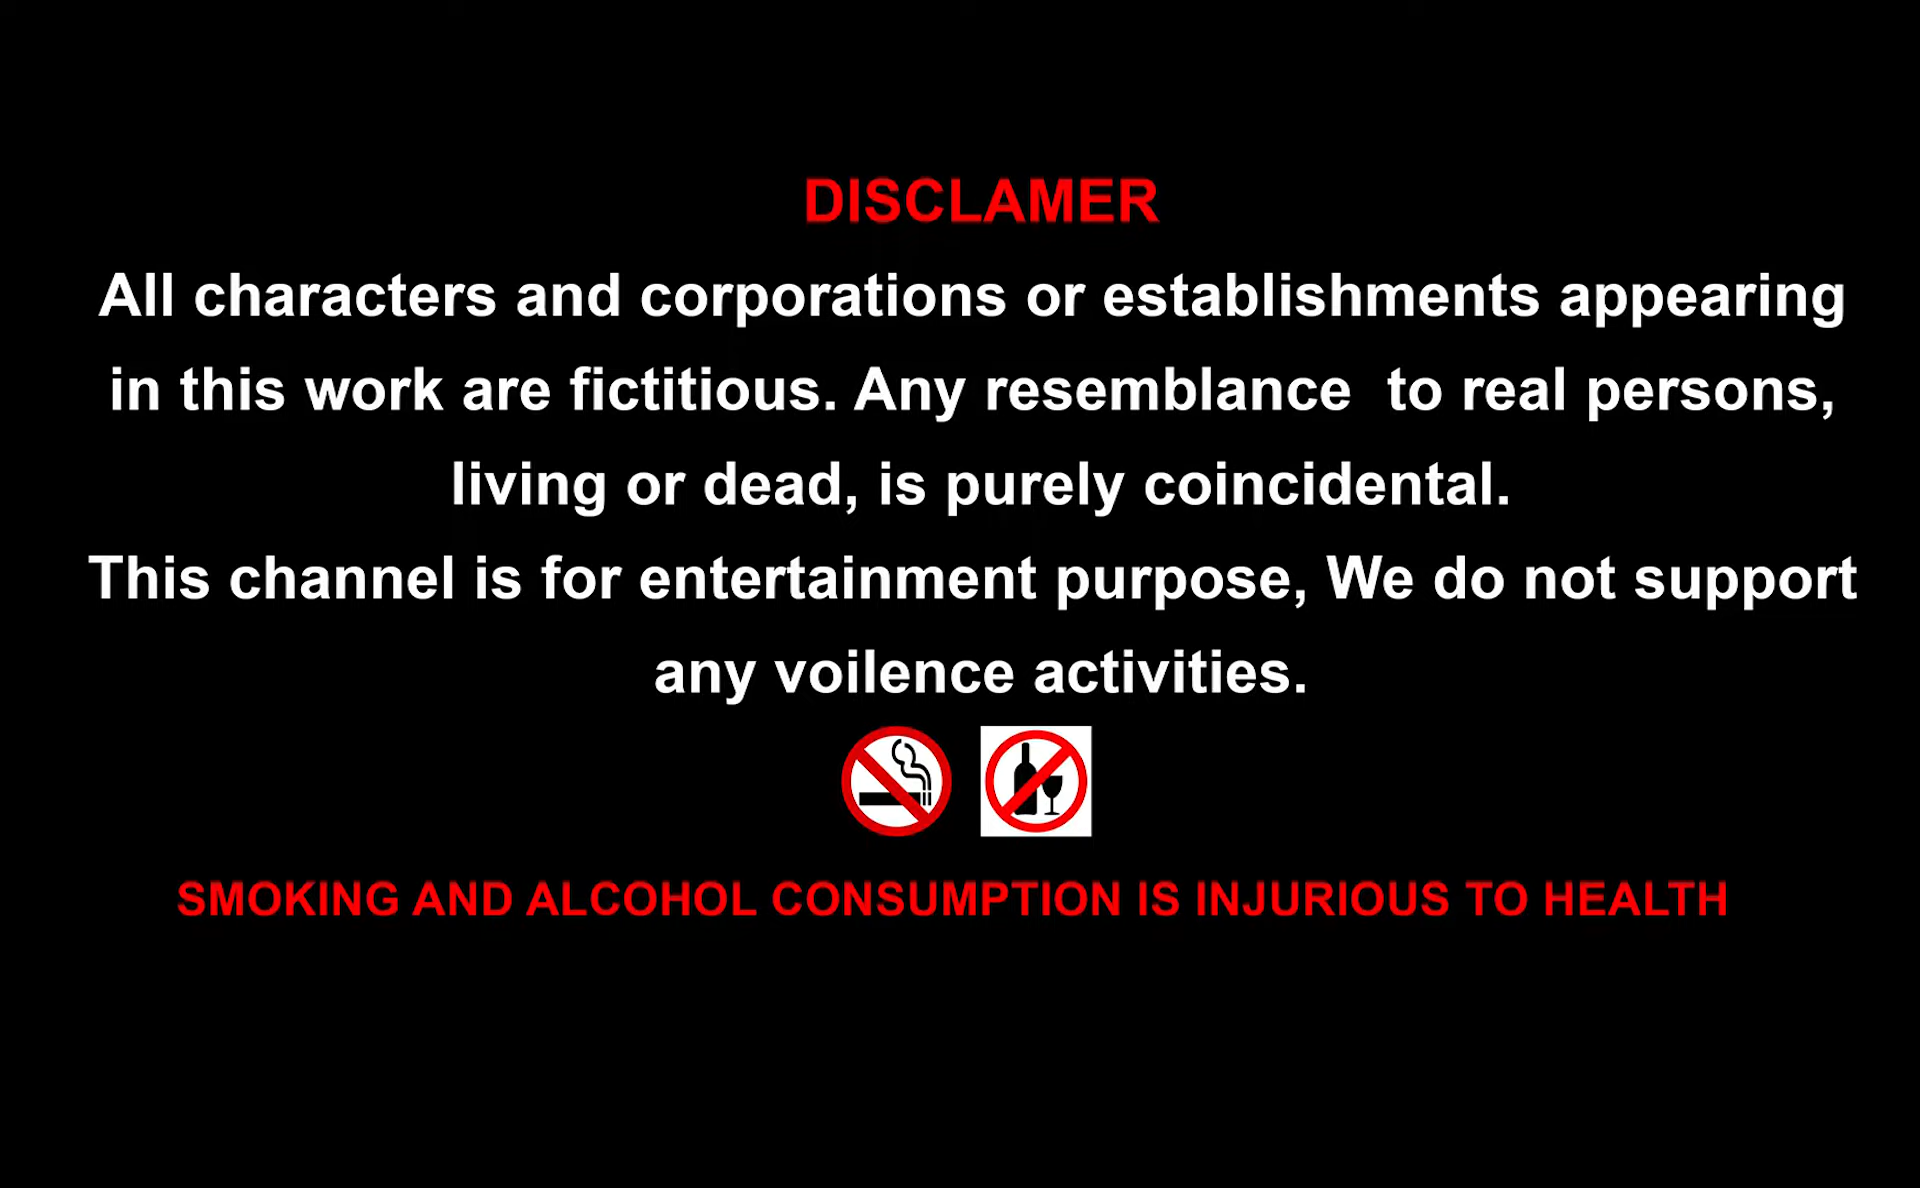 DISCLAMER
All characters and corporations or establishments appearing
in this work are fictitious. Any resemblance  to real persons,
living or dead, is purely coincidental.
This channel is for entertainment purpose, We do not support
any voilence activities.
SMOKING AND ALCOHOL CONSUMPTION IS INJURIOUS TO HEALTH